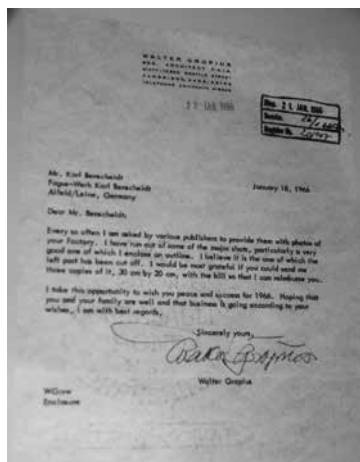 WALTER GROPIUS
REG. ARCHITECT FAIA
21 JAN. 1966
Mr. Karl Benscheidt
Fagus-Werk Karl Benscheidt
Alfeld/Leine, Germany
January 18, 1966
Dear Mr. Benscheidt:
Every so often I am asked by various publishers to provide them with photos of
your Factory. I have run out of some of the major shots, particularly a very
good one of which I enclose an outline. I believe it is the one of which the
left part has been cut off. I would be most grateful if you could send me
three copies of it, 30 cm by 20 cm, with the bill so that I can reimburse you.
I take this opportunity to wish you peace and success for 1966. Hoping that
you and your family are well and that business is going according to your
wishes, I am with best regards,
Sincerely yours,
Walter Gropius
Walter Gropius
Enclosure